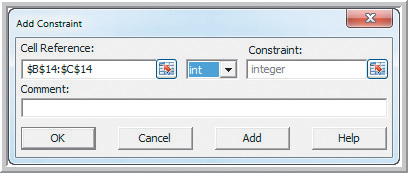 Add Constraint
Cell Reference: Constraint:
$B$14:$C$14 int integer
Comment:
OK Cancel Add Help